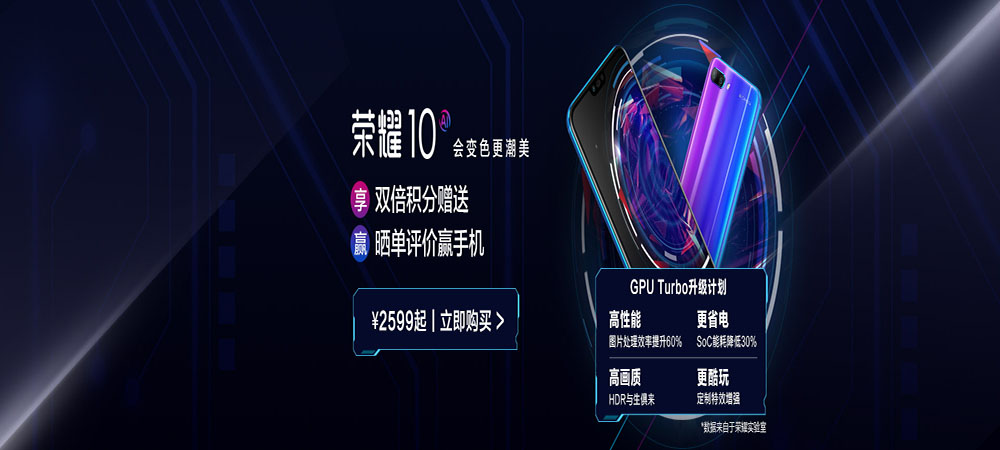 荣耀10 AI
会变色更潮美
享 双倍积分赠送
赢 晒单评价赢手机
¥2599起 | 立即购买 >
GPU Turbo升级计划
高性能
图片处理效率提升60%
更省电
SoC能耗降低30%
高画质
HDR与生俱来
更酷玩
定制特效增强
*数据来自于荣耀实验室